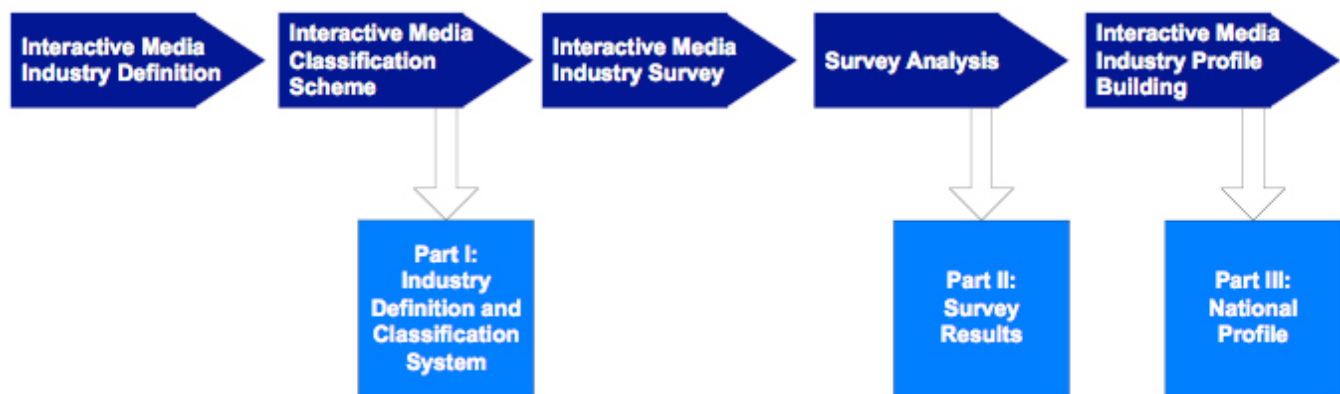 Interactive Media
Industry Definition
Interactive Media
Classification
Scheme
Interactive Media
Industry Survey
Survey Analysis
Interactive Media
Industry Profile
Building
Part I:
Industry
Definition and
Classification
System
Part II:
Survey
Results
Part III:
National
Profile